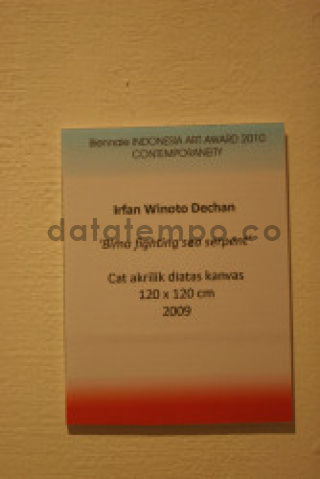 Biennale INDONESIA ART AWARD 2010
CONTEMPORANEITY
Irfan Winoto Dechan
datatempo.co
'Bima fighting sea serpent'
Cat akrilik diatas kanvas
120 x 120 cm
2009